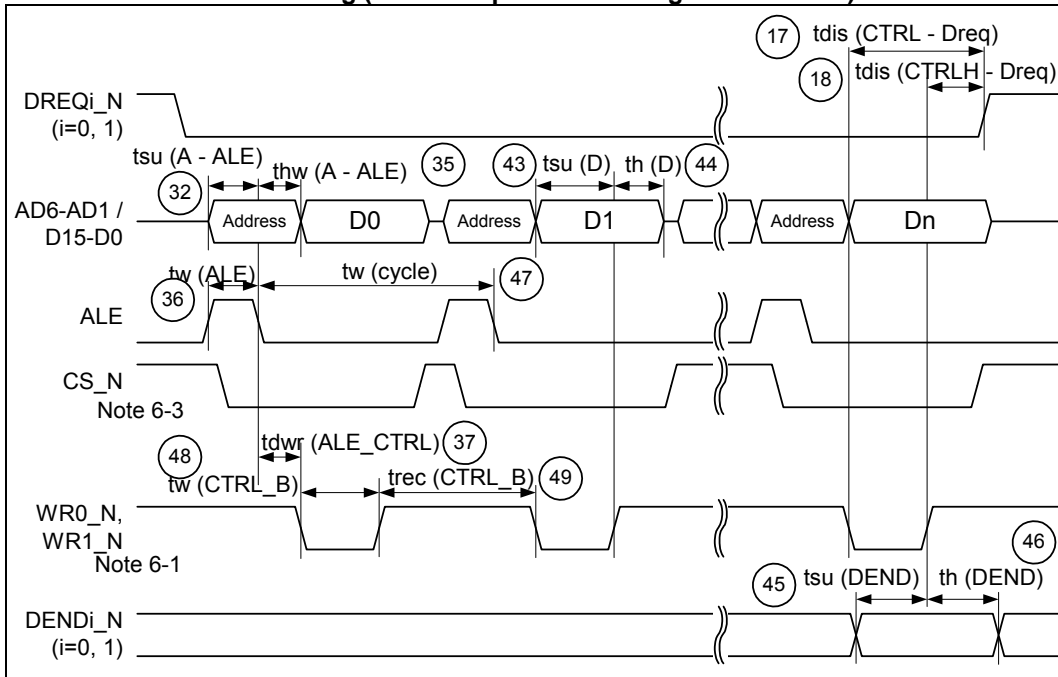 17 tdis (CTRL - Dreq)
18 tdis (CTRLH - Dreq)
DREQi_N
(i=0, 1)
tsu (A - ALE)
32 thw (A - ALE) 35 43 tsu (D) th (D) 44
AD6-AD1 /
D15-D0
Address D0 Address D1 Address Dn
36 tw (ALE) tw (cycle) 47
ALE
CS_N
Note 6-3
48 tdwr (ALE_CTRL) 37
tw (CTRL_B) trec (CTRL_B) 49
WR0_N,
WR1_N
Note 6-1
45 tsu (DEND) th (DEND) 46
DENDi_N
(i=0, 1)